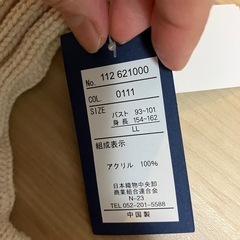 No. 112 621000
COL. 0111
SIZE バスト 93-101
身長 154-162
LL
組成表示
アクリル 100%
日本織物中央卸
商業組合連合会
N-23
TEL 052-201-5588
中国製